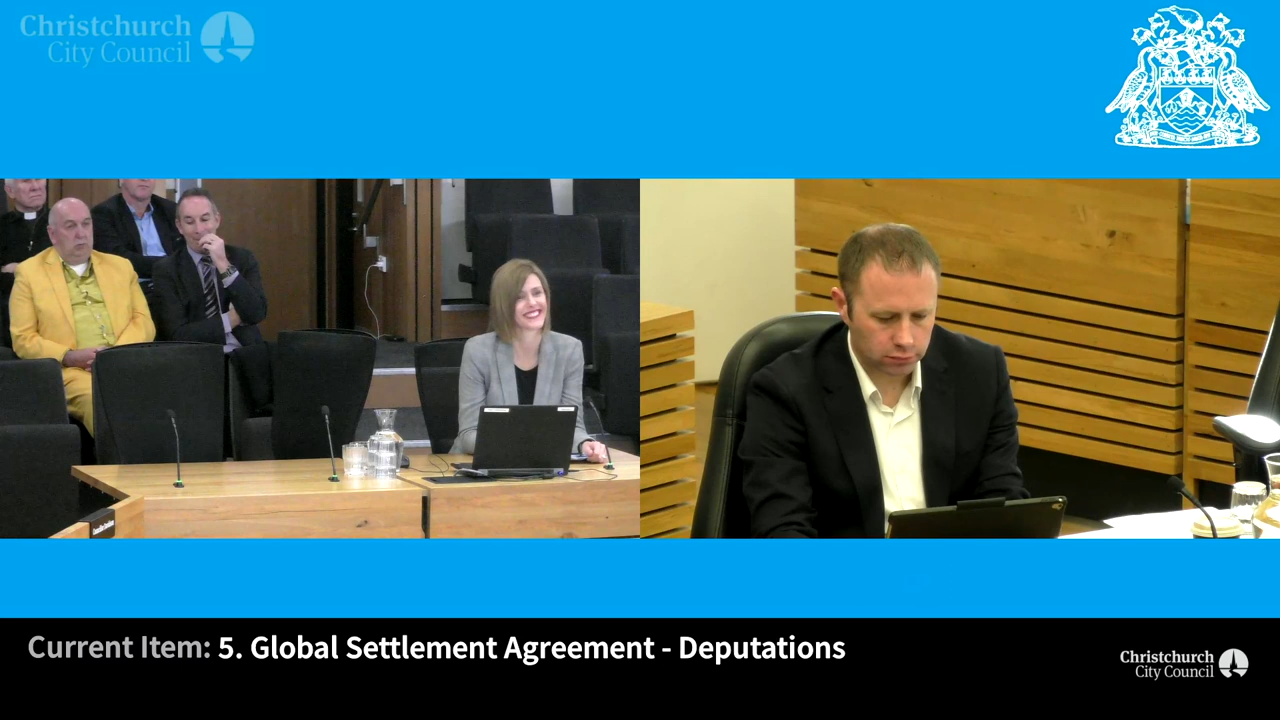 Christchurch
City Council
Current Item: 5. Global Settlement Agreement - Deputations
Christchurch
City Council